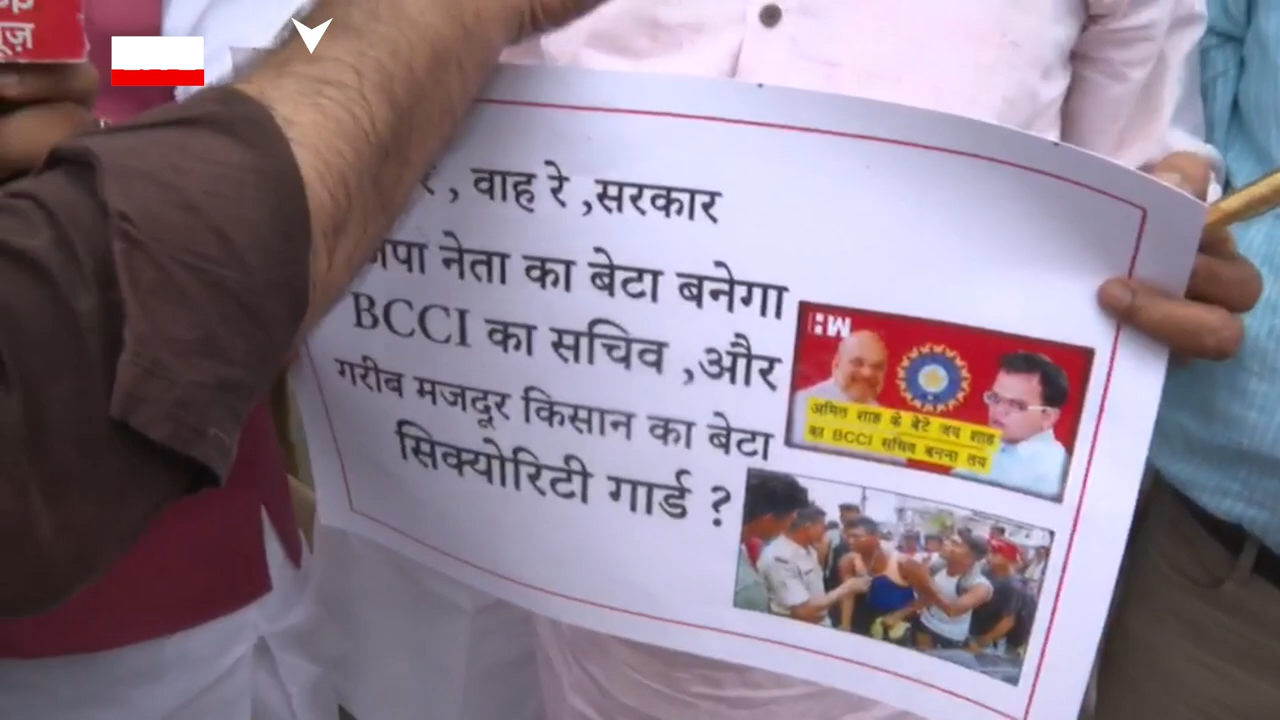 , वाह रे ,सरकार
नेता का बेटा बनेगा
BCCI का सचिव ,और
गरीब मजदूर किसान का बेटा
सिक्योरिटी गार्ड ?
HW
अमित शाह के बेटे जय शाह
का BCCI सचिव बनना तय